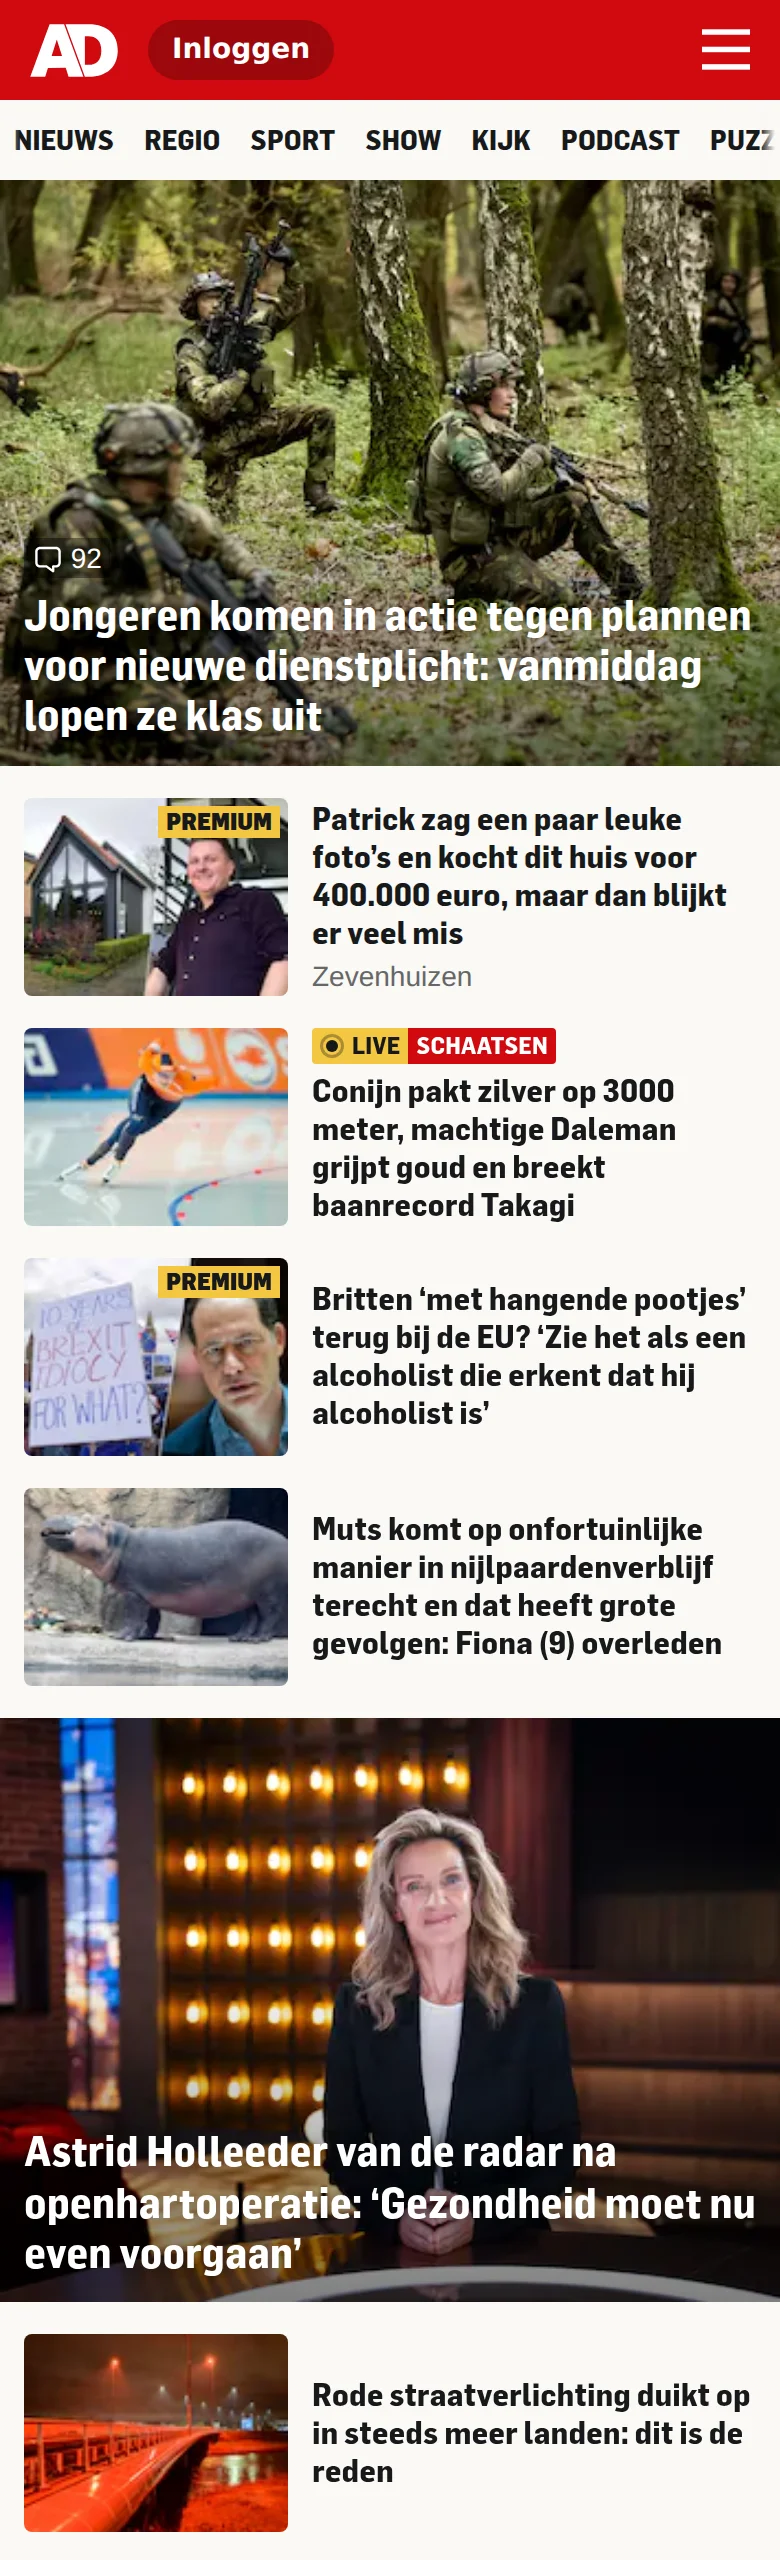 AD
Inloggen
NIEUWS REGIO SPORT SHOW KIJK PODCAST PUZZ
92
Jongeren komen in actie tegen plannen
voor nieuwe dienstplicht: vanmiddag
lopen ze klas uit
PREMIUM
Patrick zag een paar leuke
foto’s en kocht dit huis voor
400.000 euro, maar dan blijkt
er veel mis
Zevenhuizen
LIVE SCHAATSEN
Conijn pakt zilver op 3000
meter, machtige Daleman
grijpt goud en breekt
baanrecord Takagi
PREMIUM
10 YEARS
OF
BREXIT
IDIOCY
FOR WHAT?
Britten ‘met hangende pootjes’
terug bij de EU? ‘Zie het als een
alcoholist die erkent dat hij
alcoholist is’
Muts komt op onfortuinlijke
manier in nijlpaardenverblijf
terecht en dat heeft grote
gevolgen: Fiona (9) overleden
Astrid Holleeder van de radar na
openhartoperatie: ‘Gezondheid moet nu
even voorgaan’
Rode straatverlichting duikt op
in steeds meer landen: dit is de
reden